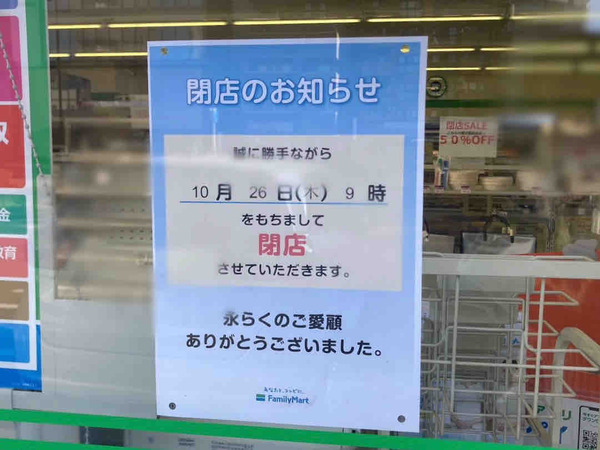 閉店のお知らせ
誠に勝手ながら
10月 26日(木) 9時
をもちまして
閉店
させていただきます。
永らくのご愛顧
ありがとうございました。
あなたと、コンビに、
FamilyMart
閉店SALE
50%OFF
金
教育